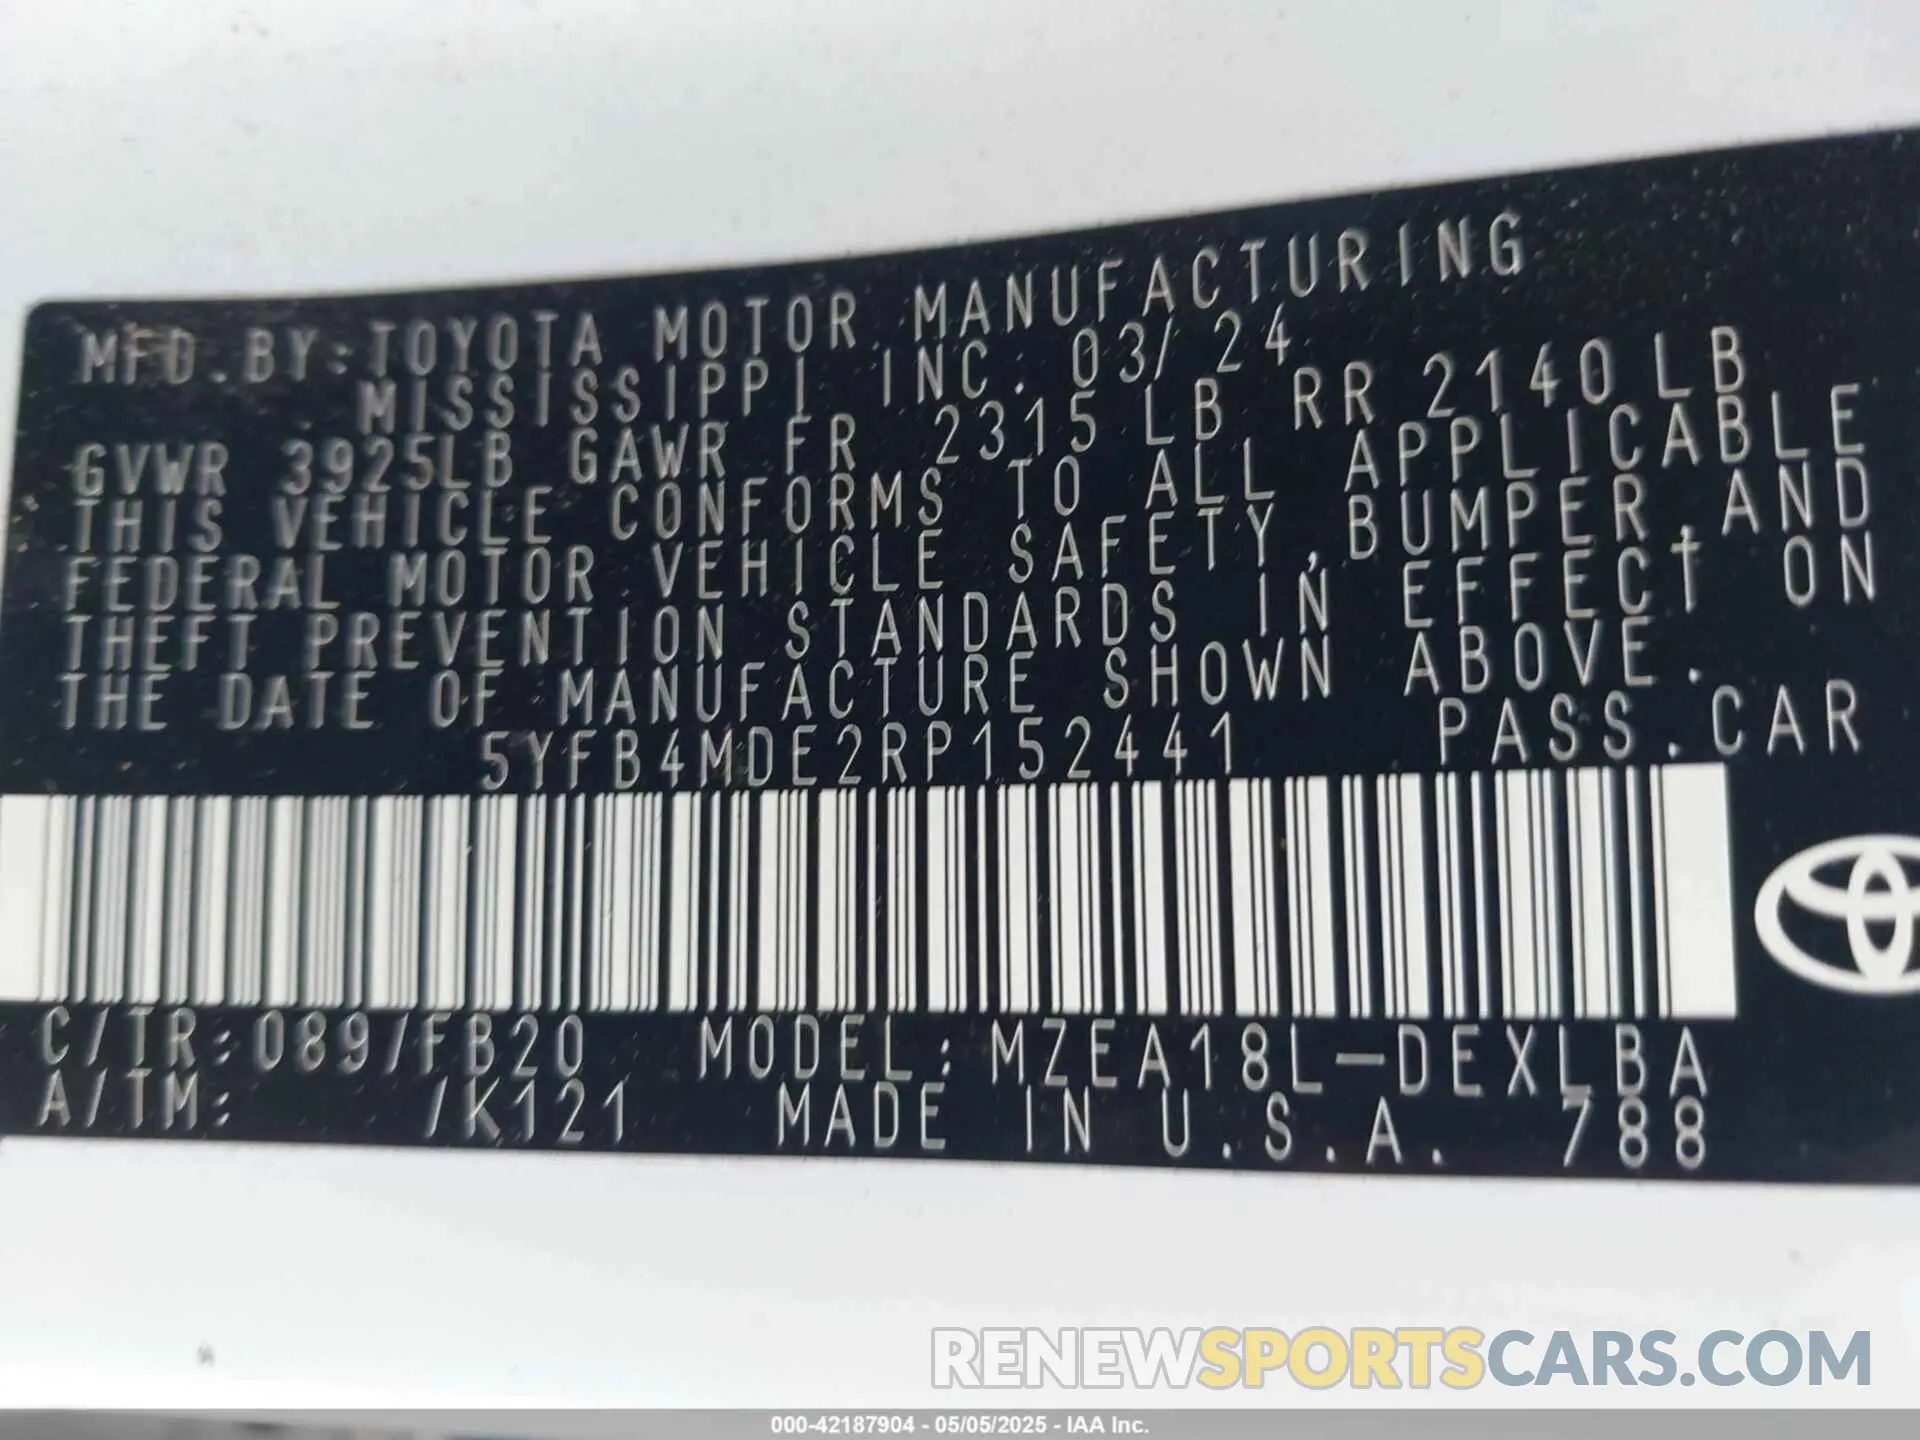 MFD.BY:TOYOTA MOTOR MANUFACTURING
MISSISSIPPI INC. 03/24
GVWR 3925LB GAWR FR 2315LB RR 2140LB
THIS VEHICLE CONFORMS TO ALL APPLICABLE
FEDERAL MOTOR VEHICLE SAFETY,BUMPER,AND
THEFT PREVENTION STANDARDS IN EFFECT ON
THE DATE OF MANUFACTURE SHOWN ABOVE.
5YFB4MDE2RP152441 PASS.CAR
C/TR:089/FB20 MODEL:MZEA18L-DEXLBA
A/TM: /K121 MADE IN U.S.A. 788
RENEWSPORTSCARS.COM
000-42187904 - 05/05/2025 - IAA Inc.